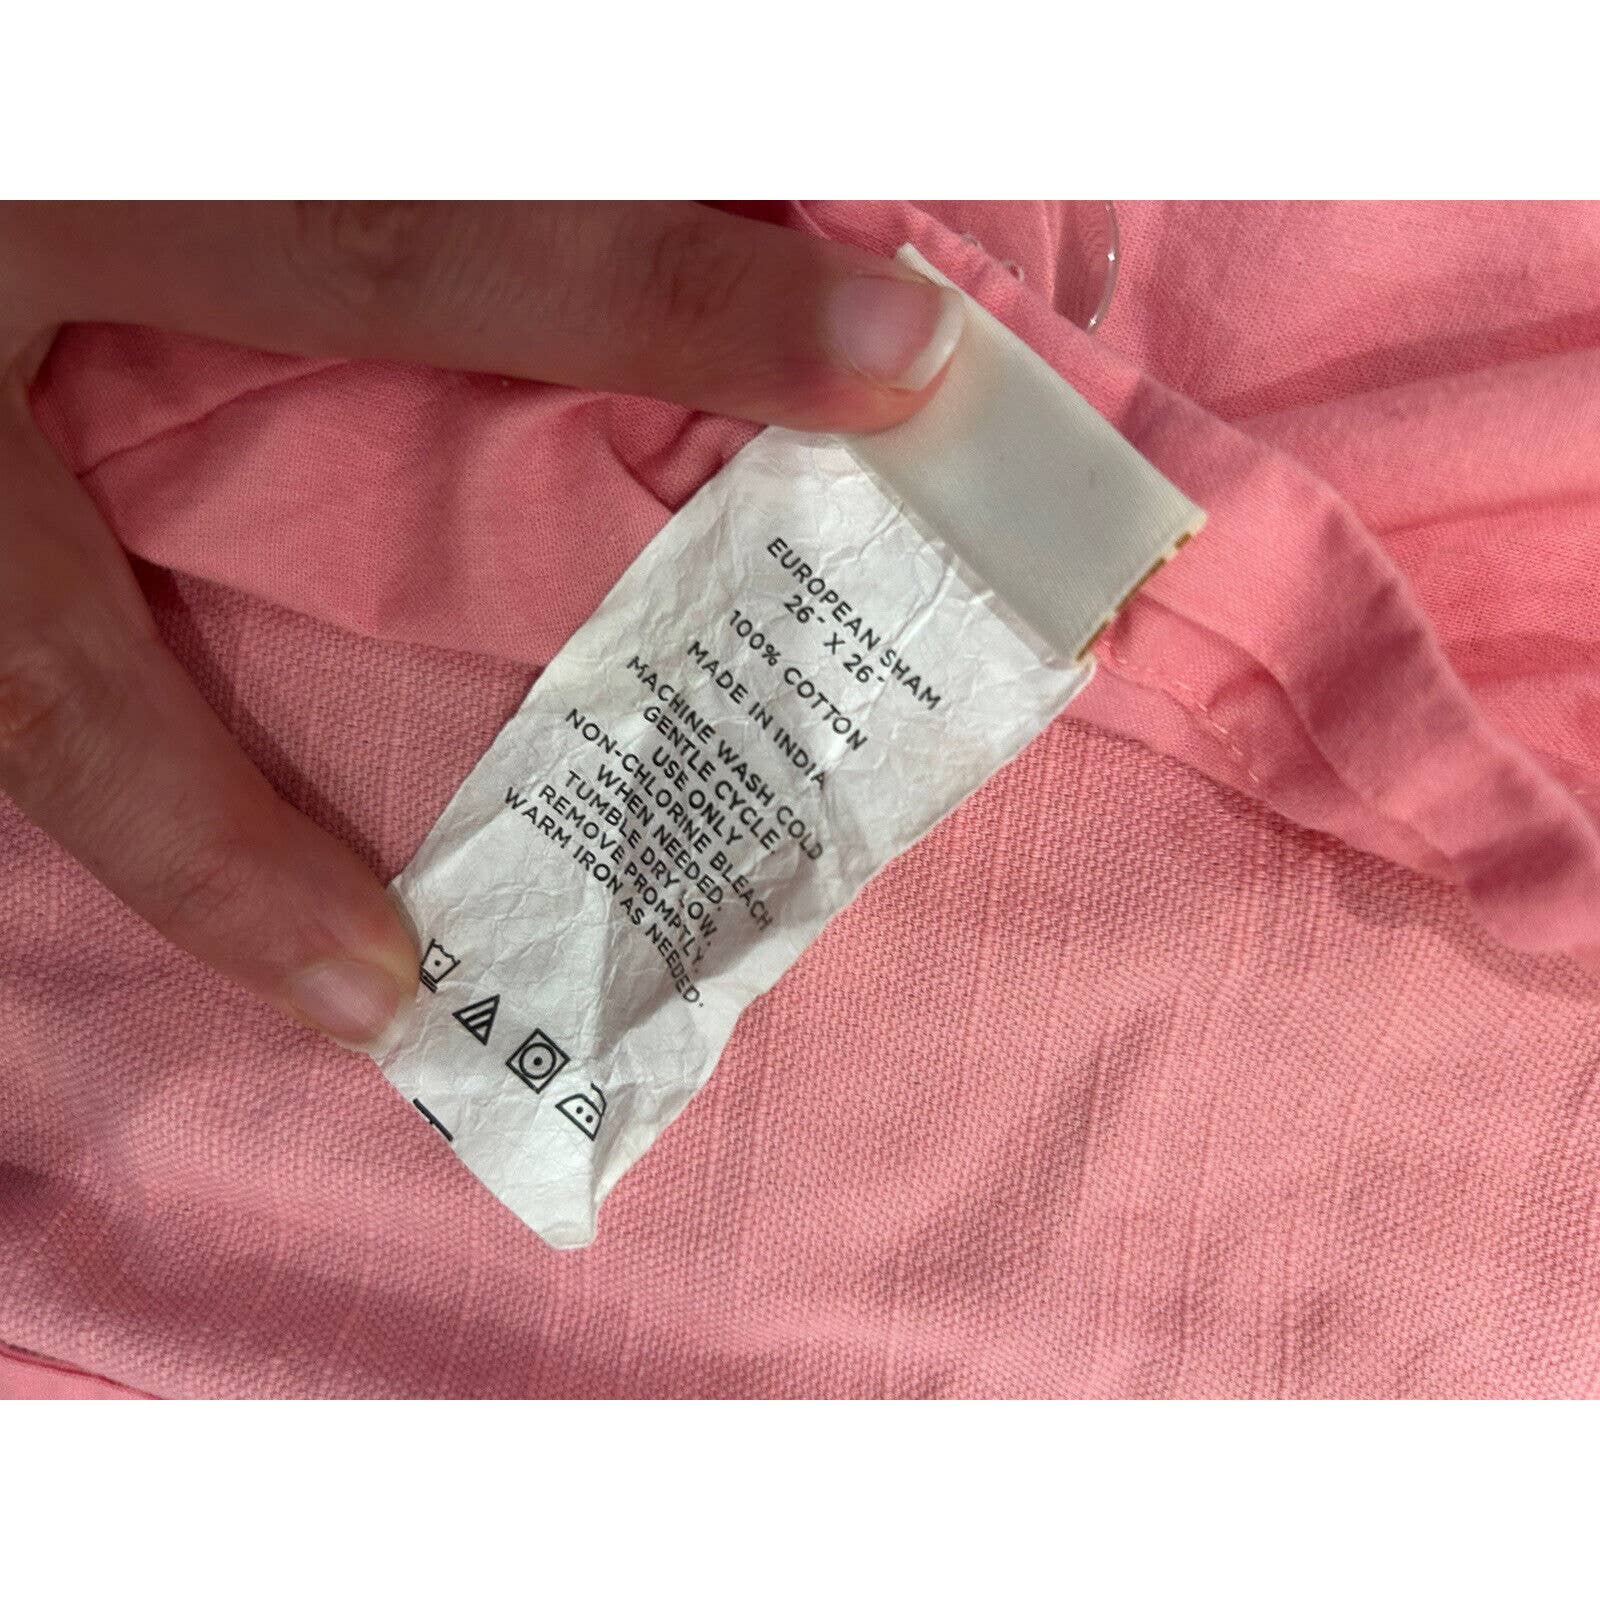 EUROPEAN SHAM
26" X 26"
100% COTTON
MADE IN INDIA
MACHINE WASH COLD
GENTLE CYCLE
USE ONLY
NON-CHLORINE BLEACH
WHEN NEEDED.
TUMBLE DRY LOW.
REMOVE PROMPTLY.
WARM IRON AS NEEDED.